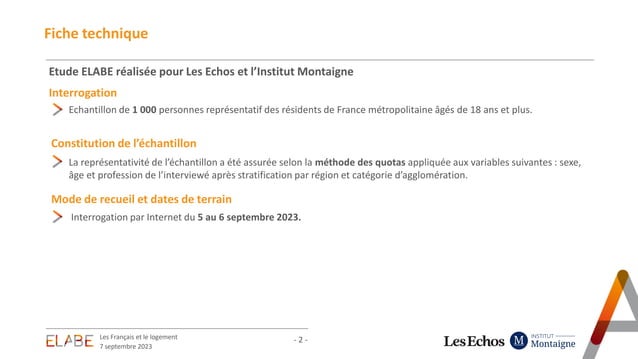 Fiche technique
Etude ELABE réalisée pour Les Echos et l’Institut Montaigne
Interrogation
Echantillon de 1 000 personnes représentatif des résidents de France métropolitaine âgés de 18 ans et plus.
Constitution de l’échantillon
La représentativité de l’échantillon a été assurée selon la méthode des quotas appliquée aux variables suivantes : sexe,
âge et profession de l’interviewé après stratification par région et catégorie d’agglomération.
Mode de recueil et dates de terrain
Interrogation par Internet du 5 au 6 septembre 2023.
ELABE
Les Français et le logement
7 septembre 2023
- 2 -
Les Echos
M
INSTITUT
Montaigne